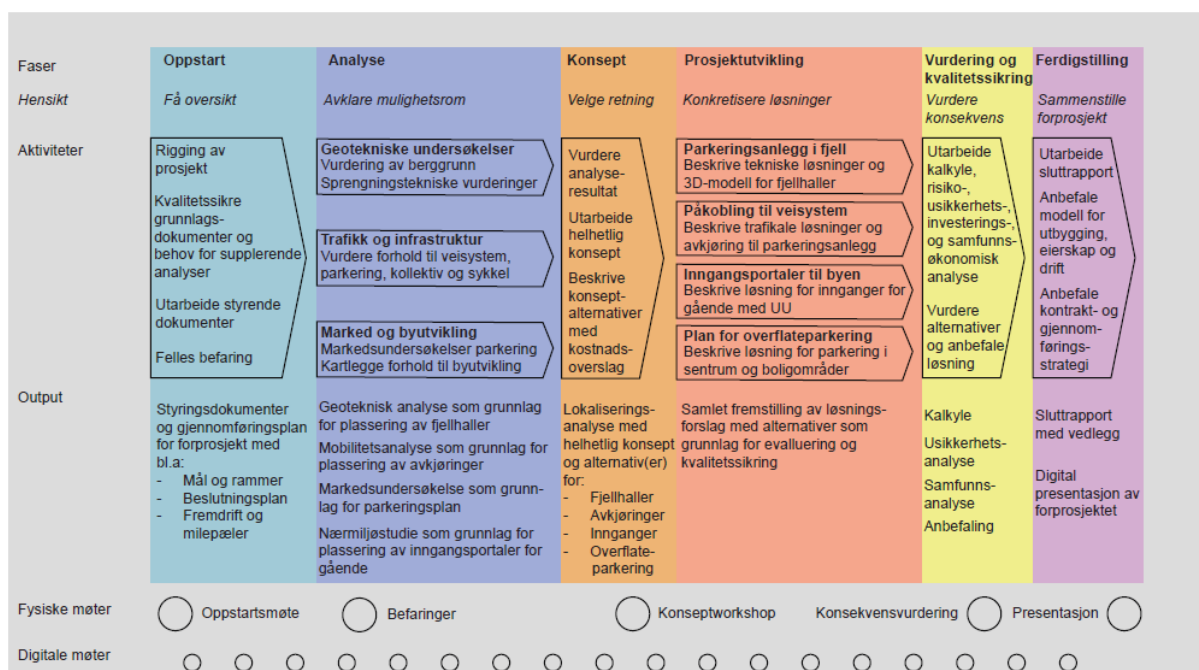 Faser
Oppstart
Analyse
Konsept
Prosjektutvikling
Vurdering og
kvalitetssikring
Ferdigstilling
Hensikt
Få oversikt
Avklare mulighetsrom
Velge retning
Konkretisere løsninger
Vurdere
konsekvens
Sammenstille
forprosjekt
Aktiviteter
Rigging av
prosjekt
Kvalitetssikre
grunnlags-
dokumenter og
behov for supplerende
analyser
Utarbeide styrende
dokumenter
Felles befaring
Geotekniske undersøkelser
Vurdering av berggrunn
Sprengningstekniske vurderinger
Trafikk og infrastruktur
Vurdere forhold til veisystem,
parkering, kollektiv og sykkel
Marked og byutvikling
Markedsundersøkelser parkering
Kartlegge forhold til byutvikling
Vurdere
analyse-
resultat
Utarbeide
helhetlig
konsept
Beskrive
konsept-
alternativer
med
kostnads-
overslag
Parkeringsanlegg i fjell
Beskrive tekniske løsninger og
3D-modell for fjellhaller
Påkobling til veisystem
Beskrive trafikale løsninger og
avkjøring til parkeringsanlegg
Inngangsportaler til byen
Beskrive løsning for innganger for
gående med UU
Plan for overflateparkering
Beskrive løsning for parkering i
sentrum og boligområder
Utarbeide
kalkyle,
risiko-,
usikkerhets-,
investerings-,
og samfunns-
økonomisk
analyse
Vurdere
alternativer
og anbefale
løsning
Utarbeide
sluttrapport
Anbefale
modell for
utbygging,
eierskap og
drift
Anbefale
kontrakt- og
gjennom-
førings-
strategi
Output
Styringsdokumenter
og gjennomføringsplan
for forprosjekt med
bl.a:
- Mål og rammer
- Beslutningsplan
- Fremdrift og
milepæler
Geoteknisk analyse som grunnlag
for plassering av fjellhaller
Mobilitetsanalyse som grunnlag for
plassering av avkjøringer
Markedsundersøkelse som grunn-
lag for parkeringsplan
Nærmiljøstudie som grunnlag for
plassering av inngangsportaler for
gående
Lokaliserings-
analyse med
helhetlig konsept
og alternativ(er)
for:
- Fjellhaller
- Avkjøringer
- Innganger
- Overflate-
parkering
Samlet fremstilling av løsnings-
forslag med alternativer som
grunnlag for evaluering og
kvalitetssikring
Kalkyle
Usikkerhets-
analyse
Samfunns-
analyse
Anbefaling
Sluttrapport
med vedlegg
Digital
presentasjon av
forprosjektet
Fysiske møter
Oppstartsmøte
Befaringer
Konseptworkshop
Konsekvensvurdering
Presentasjon
Digitale møter